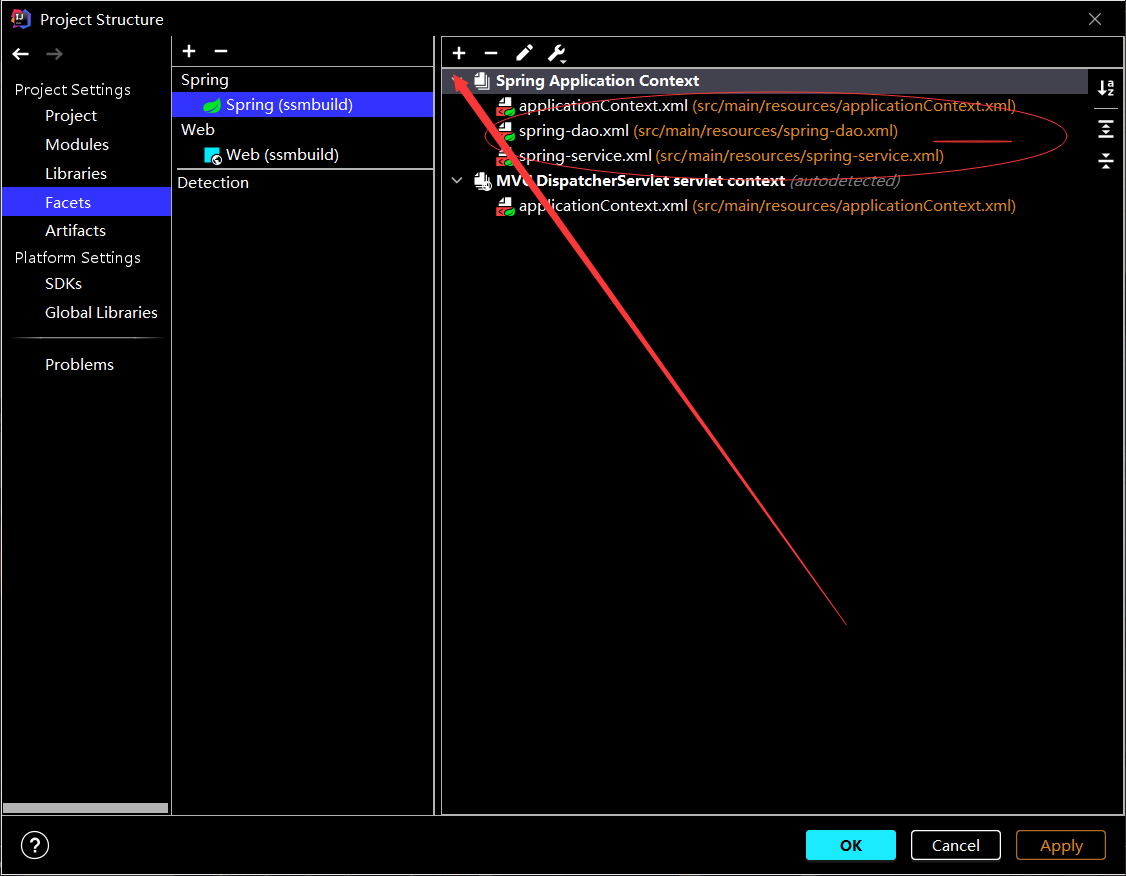 Project Structure
Project Settings
Project
Modules
Libraries
Facets
Artifacts
Platform Settings
SDKs
Global Libraries
Problems
Spring
Spring (ssmbuild)
Web
Web (ssmbuild)
Detection
Spring Application Context
applicationContext.xml (src/main/resources/applicationContext.xml)
spring-dao.xml (src/main/resources/spring-dao.xml)
spring-service.xml (src/main/resources/spring-service.xml)
MVC DispatcherServlet servlet context (autodetected)
applicationContext.xml (src/main/resources/applicationContext.xml)
?
OK
Cancel
Apply